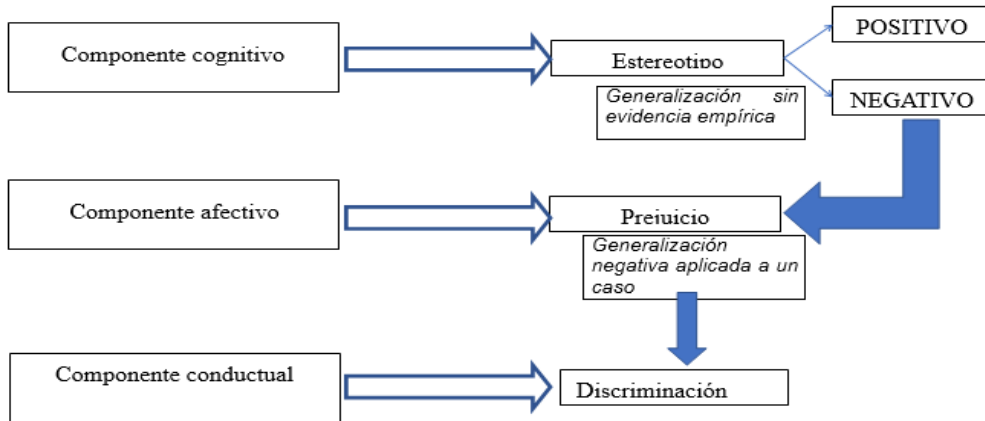 POSITIVO
Componente cognitivo
Estereotipo
Generalización sin
evidencia empírica
NEGATIVO
Componente afectivo
Prejuicio
Generalización
negativa aplicada a un
caso
Componente conductual
Discriminación